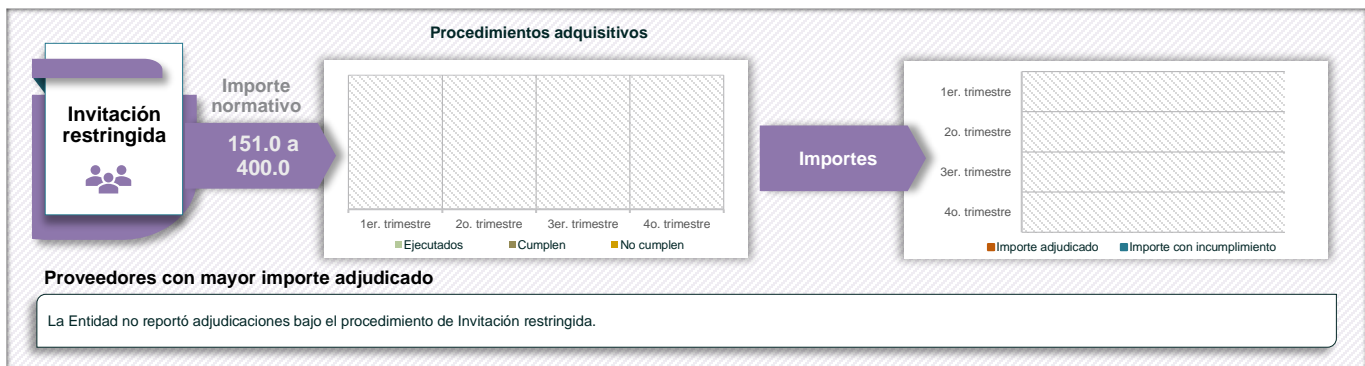 Procedimientos adquisitivos
Invitación
restringida
Importe
normativo
151.0 a
400.0
1er. trimestre
2o. trimestre
3er. trimestre
4o. trimestre
Ejecutados
Cumplen
No cumplen
Importes
1er. trimestre
2o. trimestre
3er. trimestre
4o. trimestre
Importe adjudicado
Importe con incumplimiento
Proveedores con mayor importe adjudicado
La Entidad no reportó adjudicaciones bajo el procedimiento de Invitación restringida.